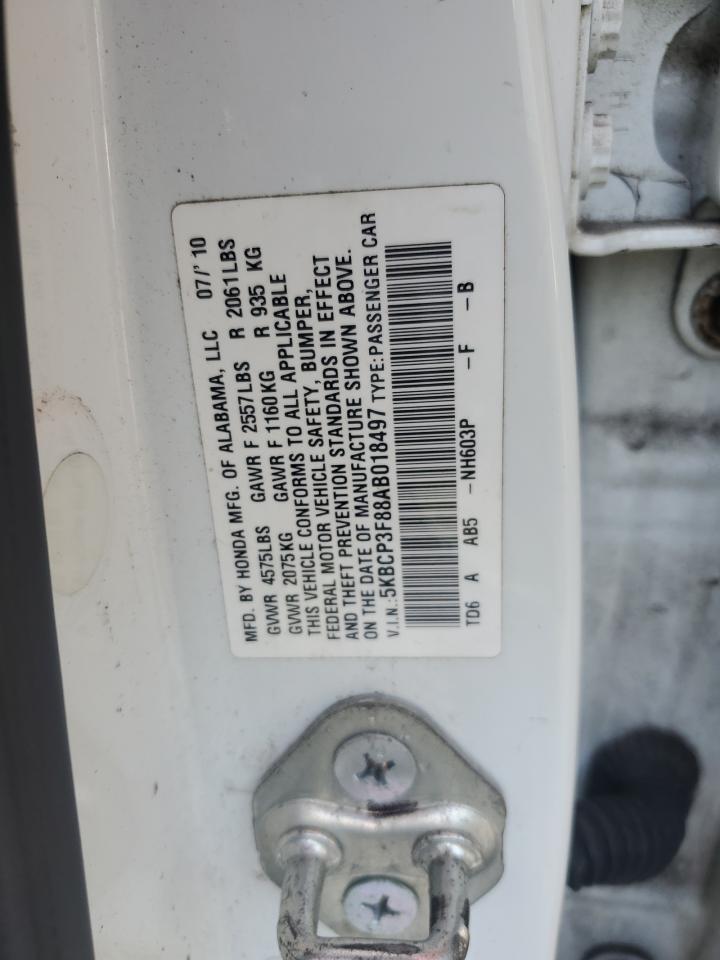 MFD. BY HONDA MFG. OF ALABAMA, LLC 07/'10
GVWR 4575LBS GAWR F 2557LBS R 2061LBS
GVWR 2075KG GAWR F 1160KG R 935 KG
THIS VEHICLE CONFORMS TO ALL APPLICABLE
FEDERAL MOTOR VEHICLE SAFETY, BUMPER,
AND THEFT PREVENTION STANDARDS IN EFFECT
ON THE DATE OF MANUFACTURE SHOWN ABOVE.
V.I.N.:5KBCP3F88AB018497 TYPE:PASSENGER CAR
TD6 A AB5 -NH603P -F -B